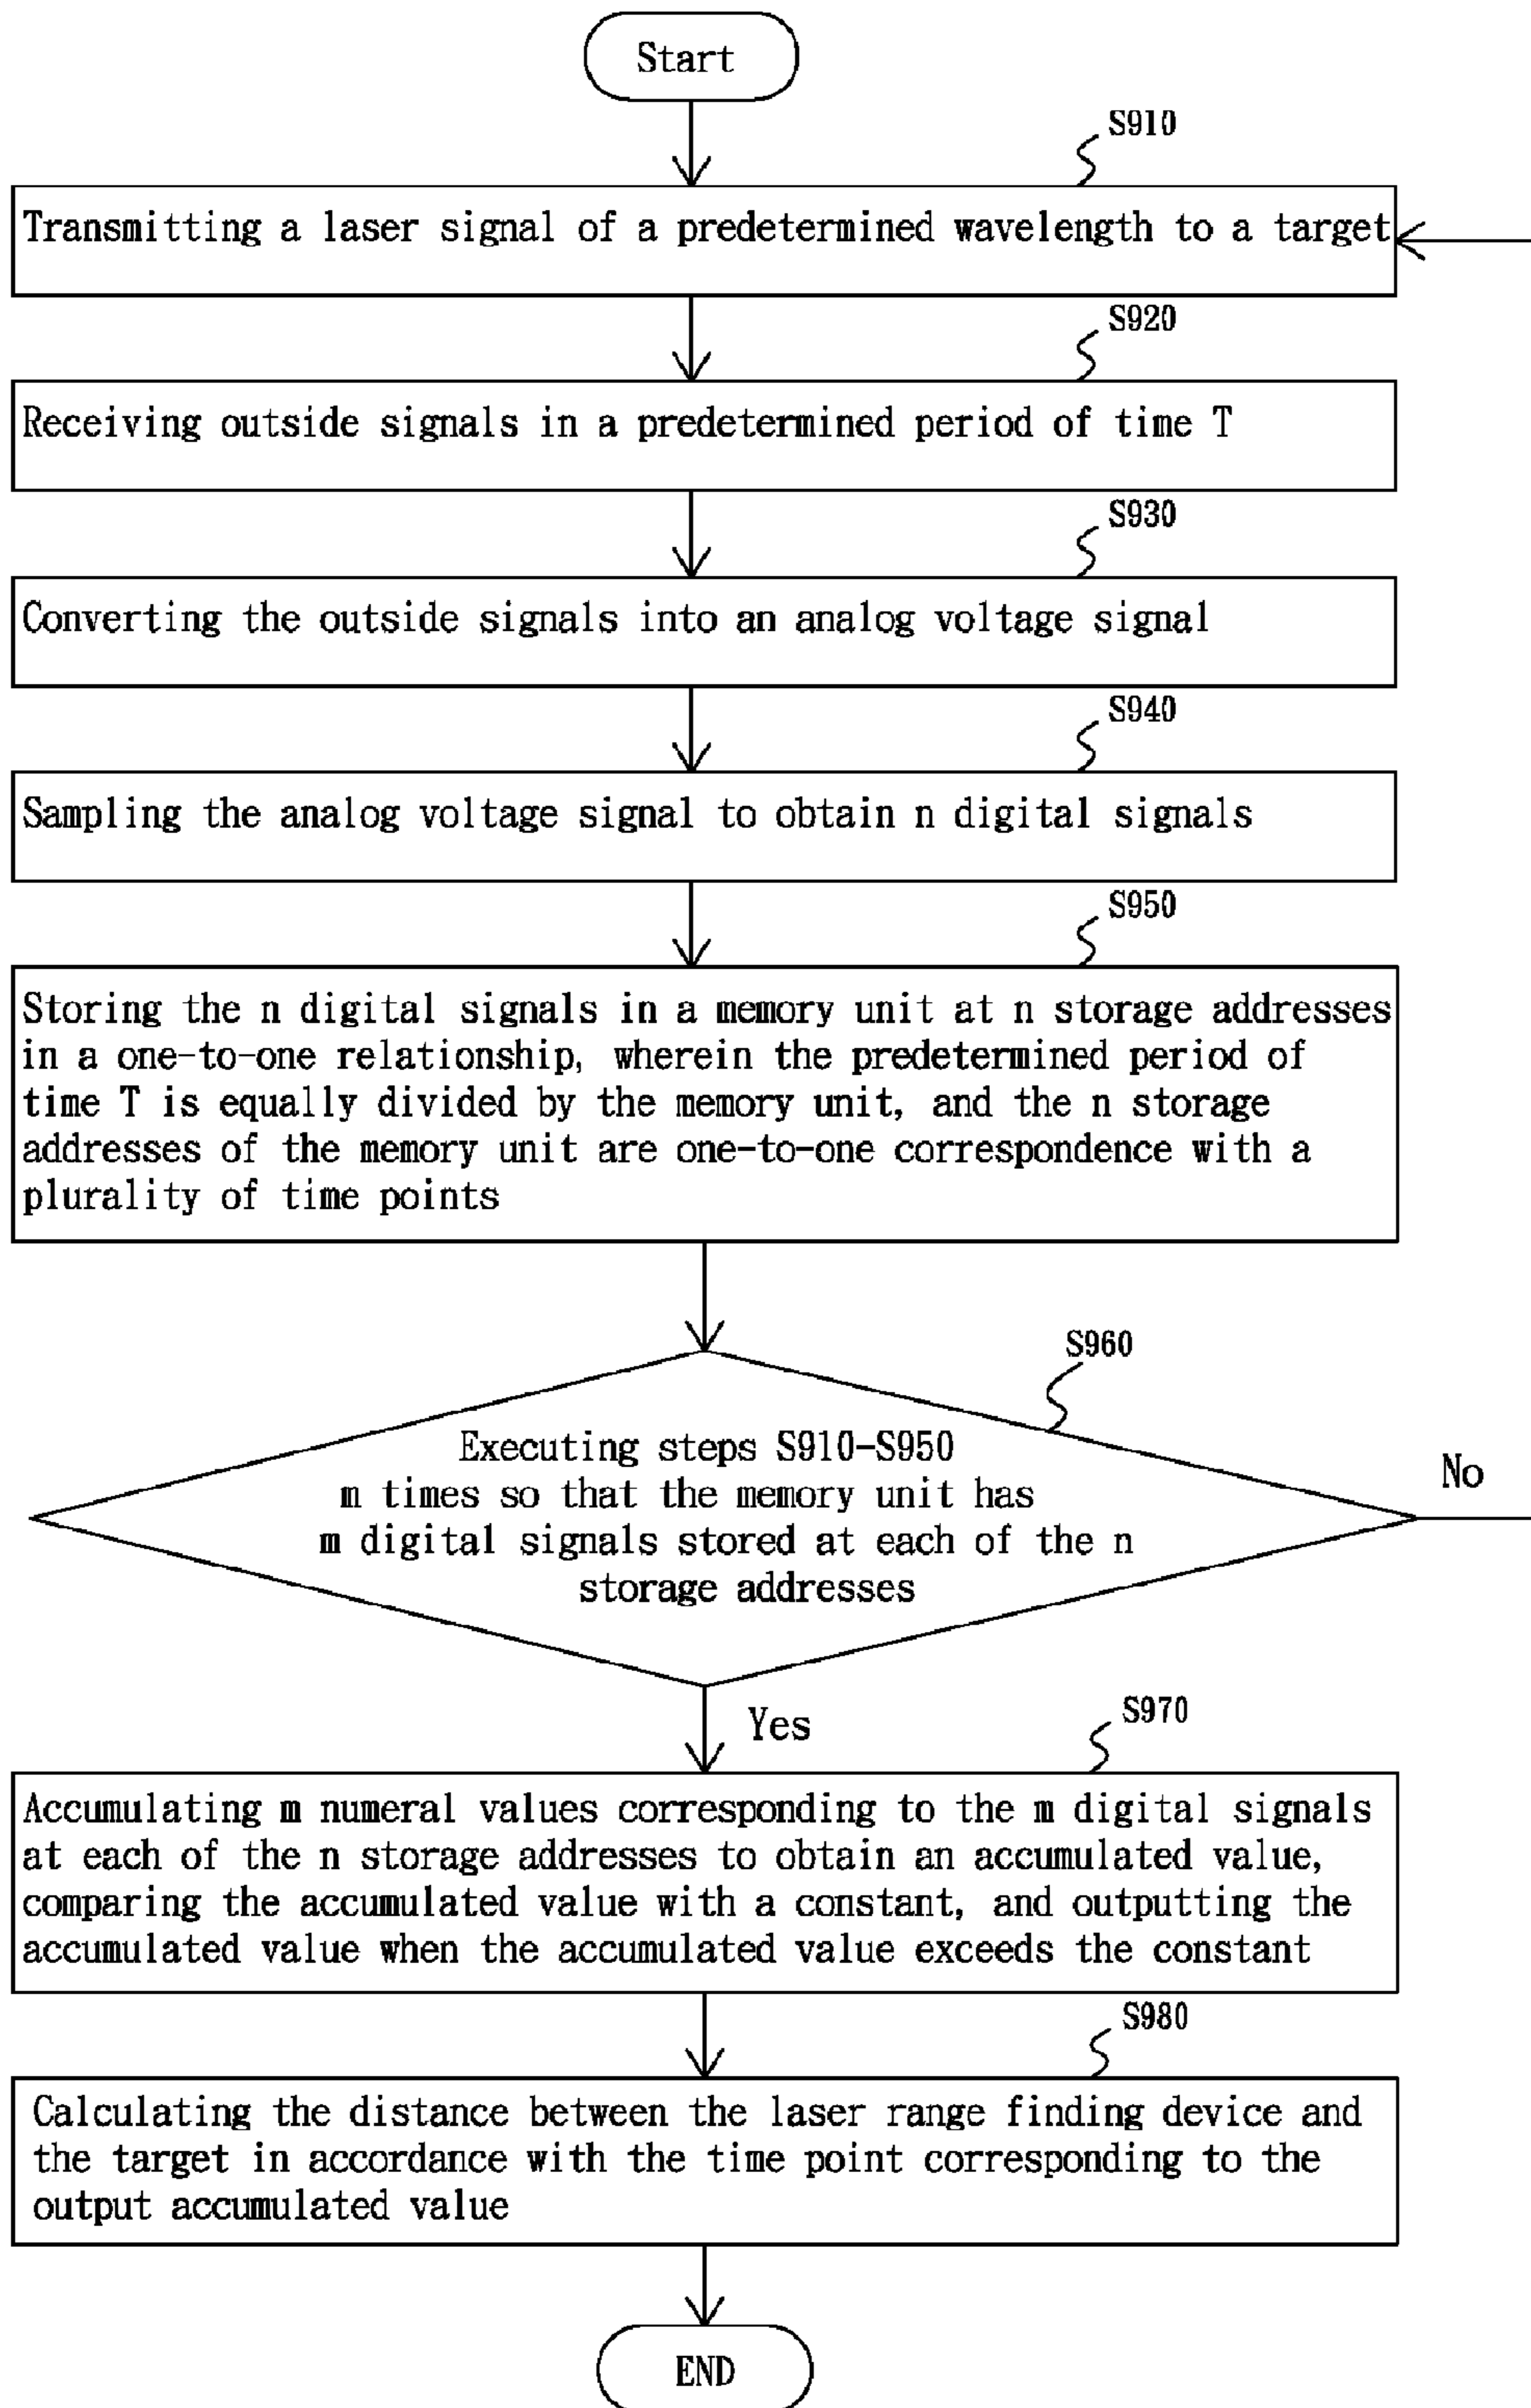 Start
S910
Transmitting a laser signal of a predetermined wavelength to a target
S920
Receiving outside signals in a predetermined period of time T
S930
Converting the outside signals into an analog voltage signal
S940
Sampling the analog voltage signal to obtain n digital signals
S950
Storing the n digital signals in a memory unit at n storage addresses
in a one-to-one relationship, wherein the predetermined period of
time T is equally divided by the memory unit, and the n storage
addresses of the memory unit are one-to-one correspondence with a
plurality of time points
S960
Executing steps S910-S950
m times so that the memory unit has
m digital signals stored at each of the n
storage addresses
No
Yes
S970
Accumulating m numeral values corresponding to the m digital signals
at each of the n storage addresses to obtain an accumulated value,
comparing the accumulated value with a constant, and outputting the
accumulated value when the accumulated value exceeds the constant
S980
Calculating the distance between the laser range finding device and
the target in accordance with the time point corresponding to the
output accumulated value
END